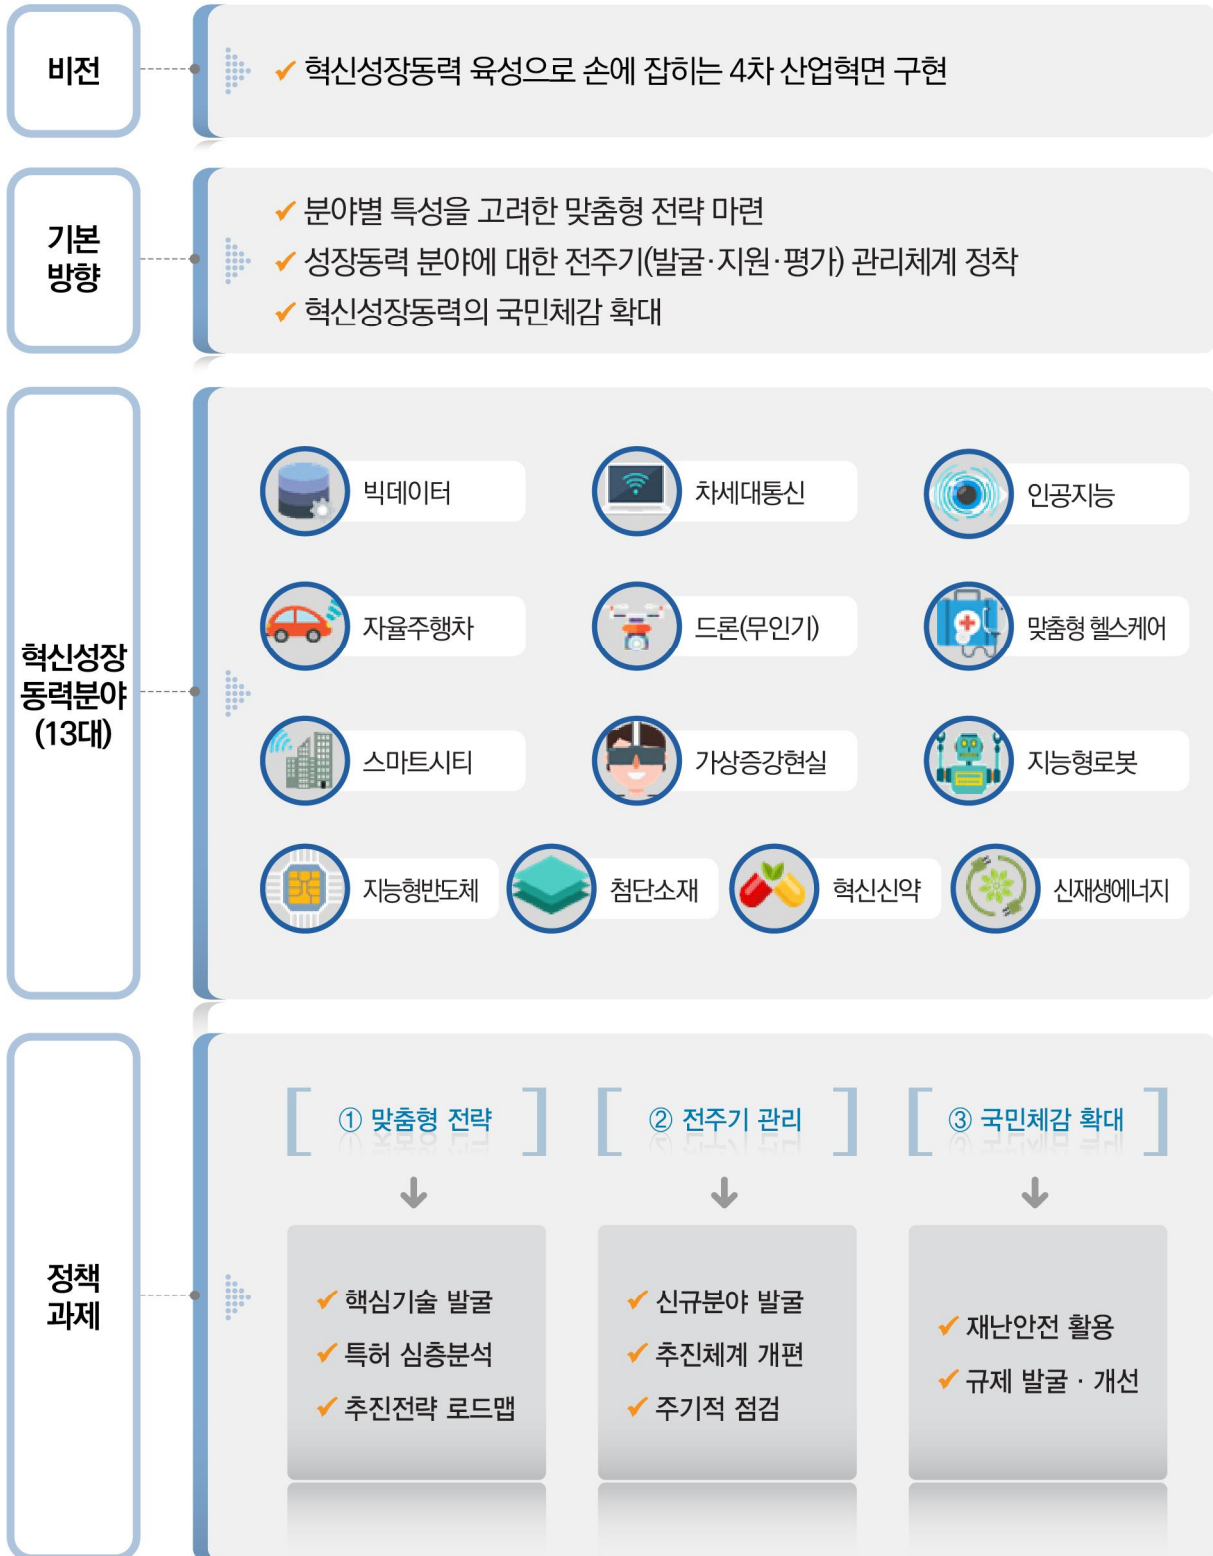 비전
✓ 혁신성장동력 육성으로 손에 잡히는 4차 산업혁면 구현
기본
방향
✓ 분야별 특성을 고려한 맞춤형 전략 마련
✓ 성장동력 분야에 대한 전주기(발굴·지원·평가) 관리체계 정착
✓ 혁신성장동력의 국민체감 확대
혁신성장
동력분야
(13대)
빅데이터
차세대통신
인공지능
자율주행차
드론(무인기)
맞춤형 헬스케어
스마트시티
가상증강현실
지능형로봇
지능형반도체
첨단소재
혁신신약
신재생에너지
정책
과제
① 맞춤형 전략
② 전주기 관리
③ 국민체감 확대
✓ 핵심기술 발굴
✓ 특허 심층분석
✓ 추진전략 로드맵
✓ 신규분야 발굴
✓ 추진체계 개편
✓ 주기적 점검
✓ 재난안전 활용
✓ 규제 발굴 · 개선